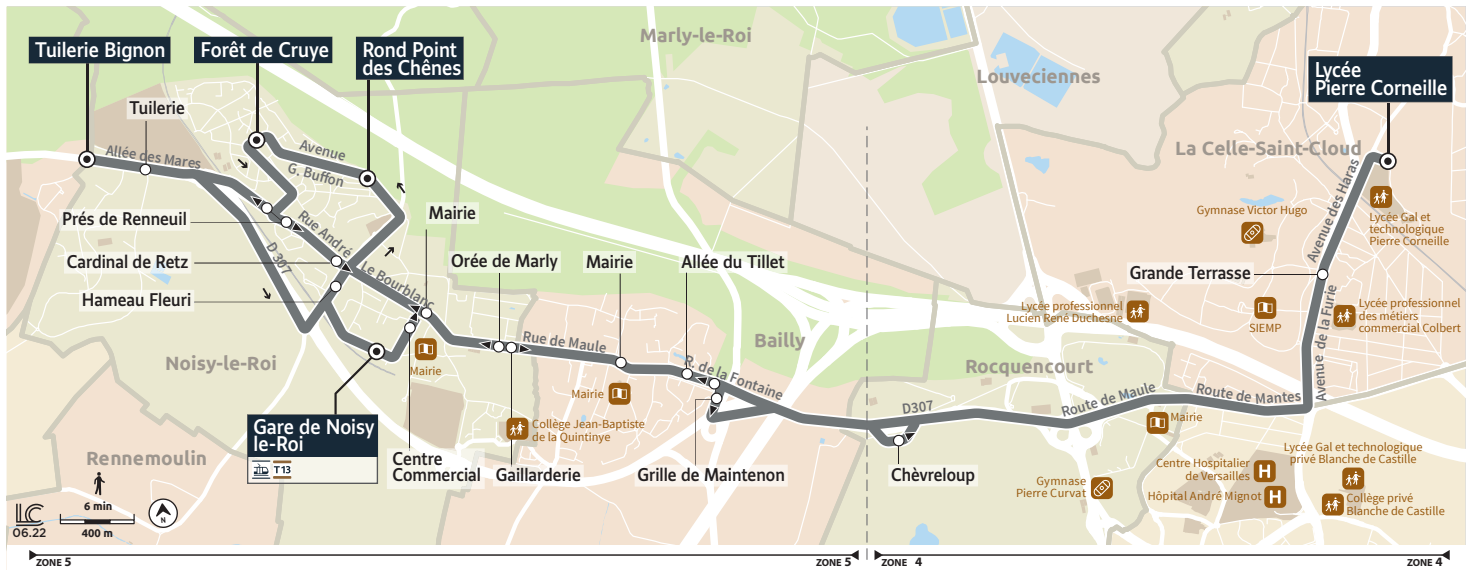 Tuilerie Bignon
Forêt de Cruye
Rond Point
des Chênes
Marly-le-Roi
Louveciennes
Lycée
Pierre Corneille
Tuilerie
Allée des Mares
Avenue
G. Buffon
La Celle-Saint-Cloud
Avenue des Haras
Prés de Renneuil
Mairie
Rue André Le Bourblanc
Gymnase Victor Hugo
Lycée Gal et
technologique
Pierre Corneille
Cardinal de Retz
D 307
Orée de Marly
Mairie
Allée du Tillet
Grande Terrasse
Hameau Fleuri
Lycée professionnel
Lucien René Duchesne
SIEMP
Avenue de la Furie
Lycée professionnel
des métiers
commercial Colbert
Noisy-le-Roi
Mairie
Rue de Maule
Bailly
R. de la Fontaine
Rocquencourt
Mairie
D307
Route de Maule
Route de Mantes
Mairie
Gare de Noisy
le-Roi
T13
Collège Jean-Baptiste
de la Quintinye
Rennemoulin
Centre
Commercial
Gaillarderie
Grille de Maintenon
Chèvreloup
Gymnase
Pierre Curvat
Centre Hospitalier
de Versailles
H
Hôpital André Mignot
H
Lycée Gal et technologique
privé Blanche de Castille
Collège privé
Blanche de Castille
LC
06.22
6 min
400 m
N
ZONE 5
ZONE 5
ZONE 4
ZONE 4